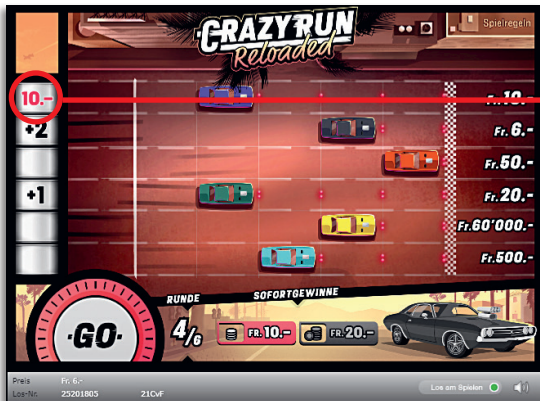 CRAZY RUN
Reloaded
Spielregeln
10.-
Fr. 10.-
+2
Fr. 6.-
Fr. 50.-
+1
Fr. 20.-
Fr. 60'000.-
Fr. 500.-
RUNDE
SOFORTGEWINNE
·GO·
4/6
FR. 10.-
FR. 20.-
Preis Fr. 6.-
Los-Nr. 25201805 21CvF
Los am Spielen